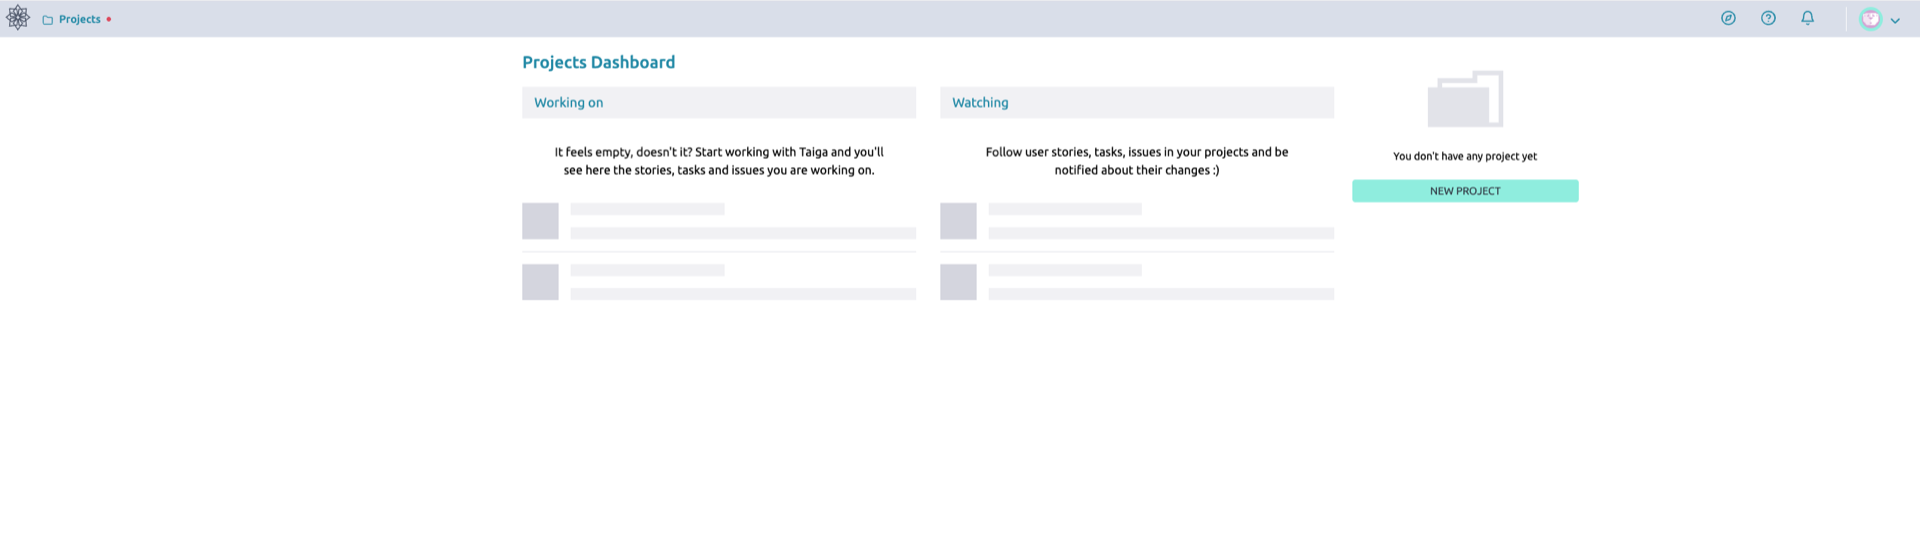 Projects
Projects Dashboard
Working on
It feels empty, doesn't it? Start working with Taiga and you'll
see here the stories, tasks and issues you are working on.
Watching
Follow user stories, tasks, issues in your projects and be
notified about their changes :)
You don't have any project yet
NEW PROJECT